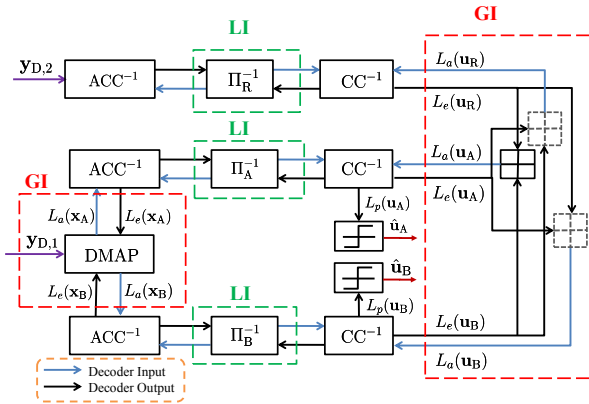 LI
GI
y_D,2
ACC⁻¹
Π_R⁻¹
CC⁻¹
L_a(u_R)
L_e(u_R)
LI
ACC⁻¹
Π_A⁻¹
CC⁻¹
L_a(u_A)
L_e(u_A)
GI
L_a(x_A)
L_e(x_A)
L_p(u_A)
û_A
y_D,1
DMAP
û_B
L_e(x_B)
L_a(x_B)
LI
L_p(u_B)
ACC⁻¹
Π_B⁻¹
CC⁻¹
L_e(u_B)
L_a(u_B)
Decoder Input
Decoder Output